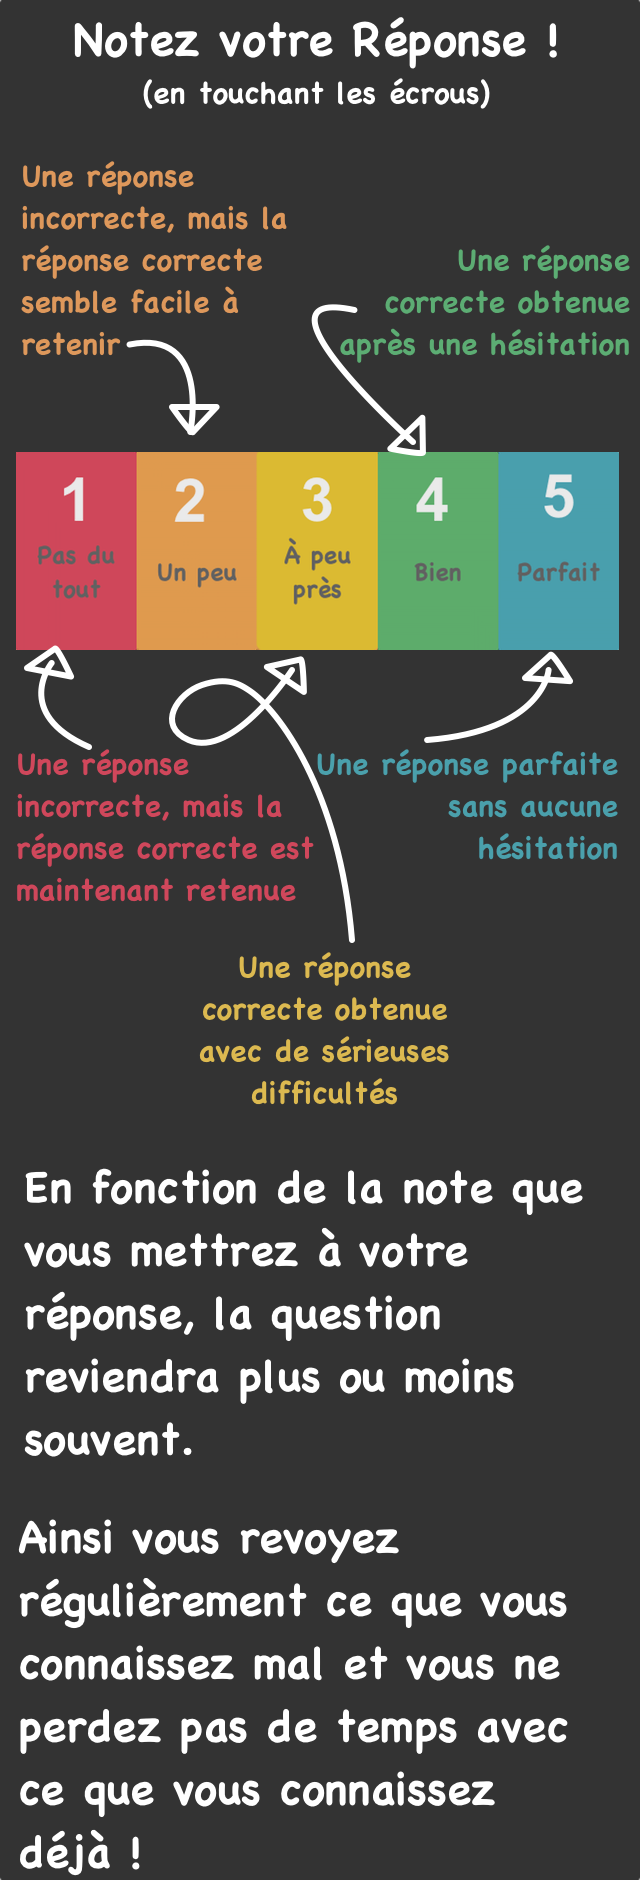 Notez votre Réponse !
(en touchant les écrous)
Une réponse
incorrecte, mais la
réponse correcte
semble facile à
retenir
Une réponse
correcte obtenue
après une hésitation
1
Pas du
tout
2
Un peu
3
À peu
près
4
Bien
5
Parfait
Une réponse
incorrecte, mais la
réponse correcte est
maintenant retenue
Une réponse parfaite
sans aucune
hésitation
Une réponse
correcte obtenue
avec de sérieuses
difficultés
En fonction de la note que
vous mettrez à votre
réponse, la question
reviendra plus ou moins
souvent.
Ainsi vous revoyez
régulièrement ce que vous
connaissez mal et vous ne
perdez pas de temps avec
ce que vous connaissez
déjà !